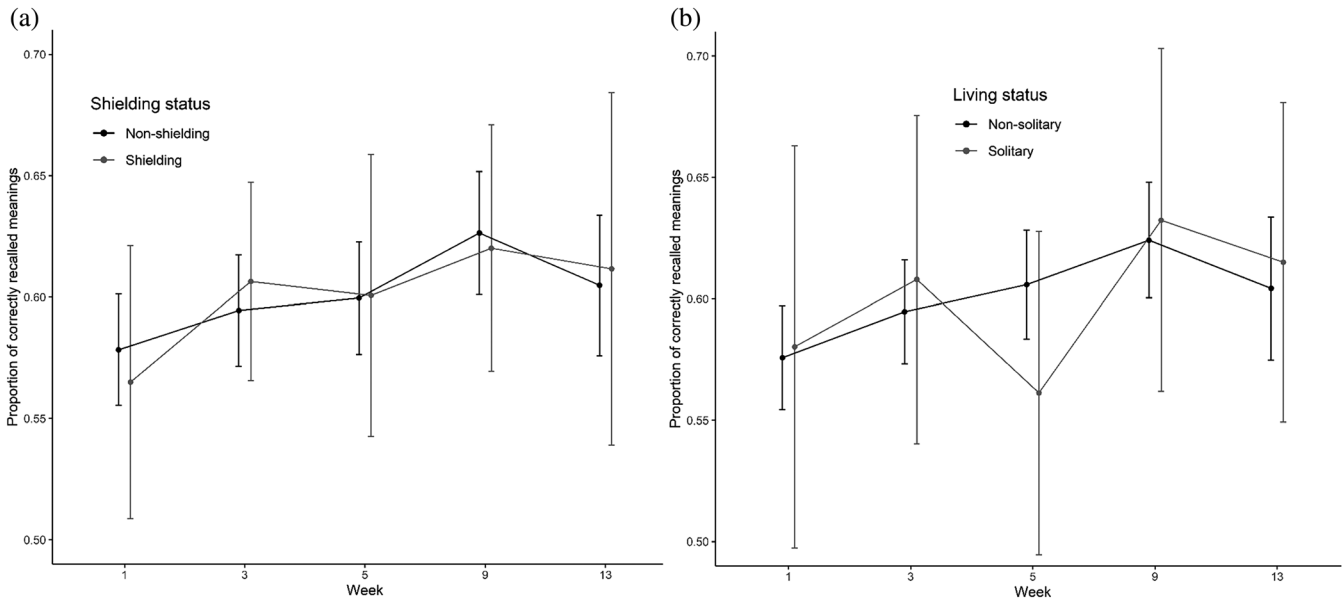 (a)
Proportion of correctly recalled meanings
0.70
0.65
0.60
0.55
0.50
Shielding status
Non-shielding
Shielding
1 3 5 9 13
Week
(b)
Proportion of correctly recalled meanings
0.70
0.65
0.60
0.55
0.50
Living status
Non-solitary
Solitary
1 3 5 9 13
Week